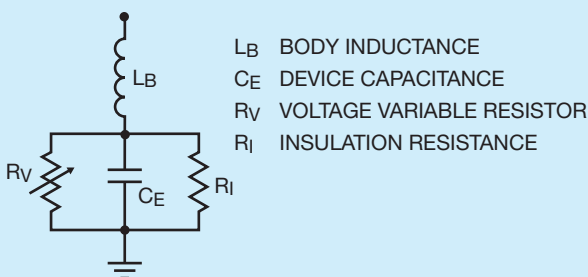 LB BODY INDUCTANCE
CE DEVICE CAPACITANCE
RV VOLTAGE VARIABLE RESISTOR
RI INSULATION RESISTANCE
LB
RV
CE
RI